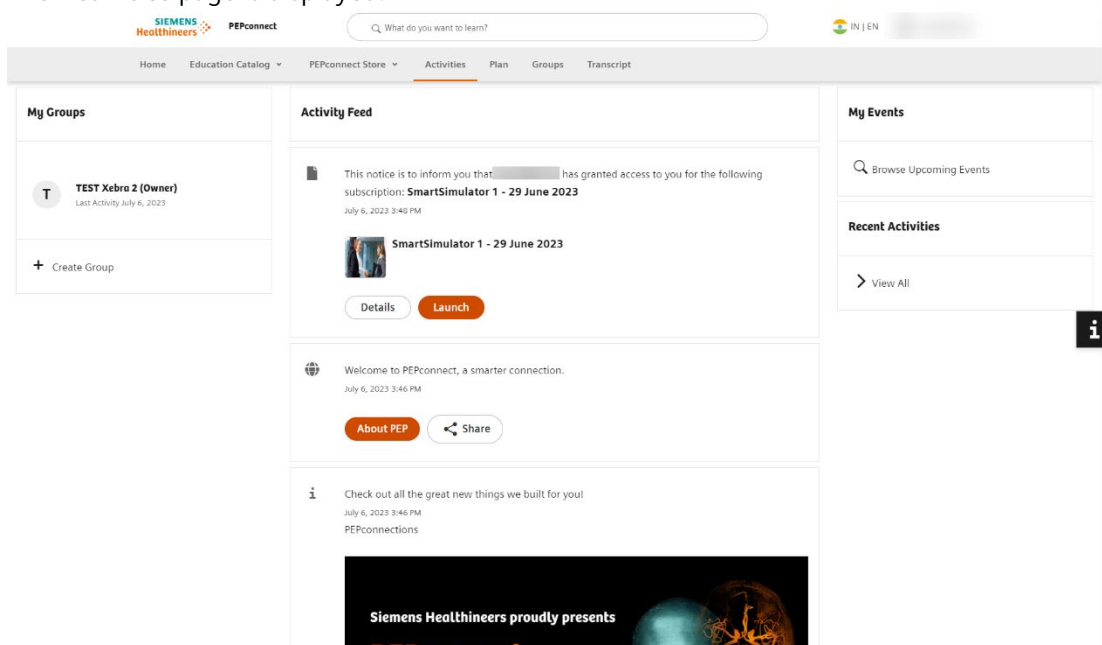 SIEMENS
Healthineers
PEPconnect
What do you want to learn?
IN | EN
Home Education Catalog PEPconnect Store Activities Plan Groups Transcript
My Groups
T
TEST Xebra 2 (Owner)
Last Activity July 6, 2023
+ Create Group
Activity Feed
This notice is to inform you that has granted access to you for the following
subscription: SmartSimulator 1 - 29 June 2023
July 6, 2023 3:48 PM
SmartSimulator 1 - 29 June 2023
Details Launch
Welcome to PEPconnect, a smarter connection.
July 6, 2023 3:46 PM
About PEP Share
i
Check out all the great new things we built for you!
July 6, 2023 3:46 PM
PEPconnections
Siemens Healthineers proudly presents
My Events
Browse Upcoming Events
Recent Activities
View All
i